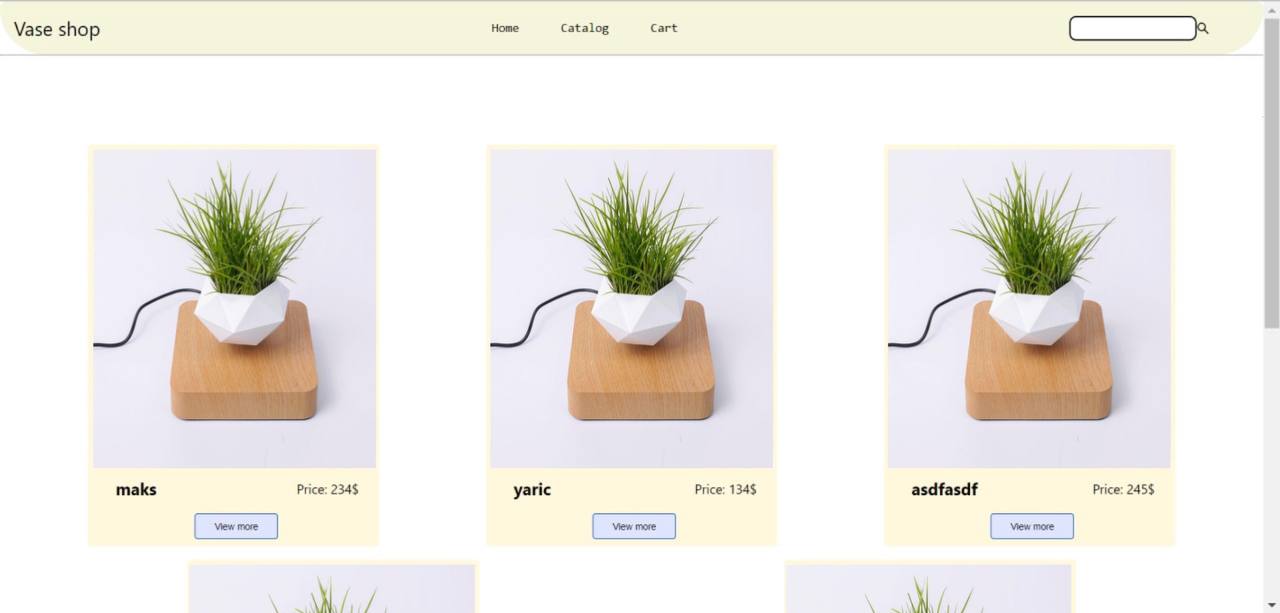 Vase shop
Home Catalog Cart
maks Price: 234$
yaric Price: 134$
asdfasdf Price: 245$
View more
View more
View more